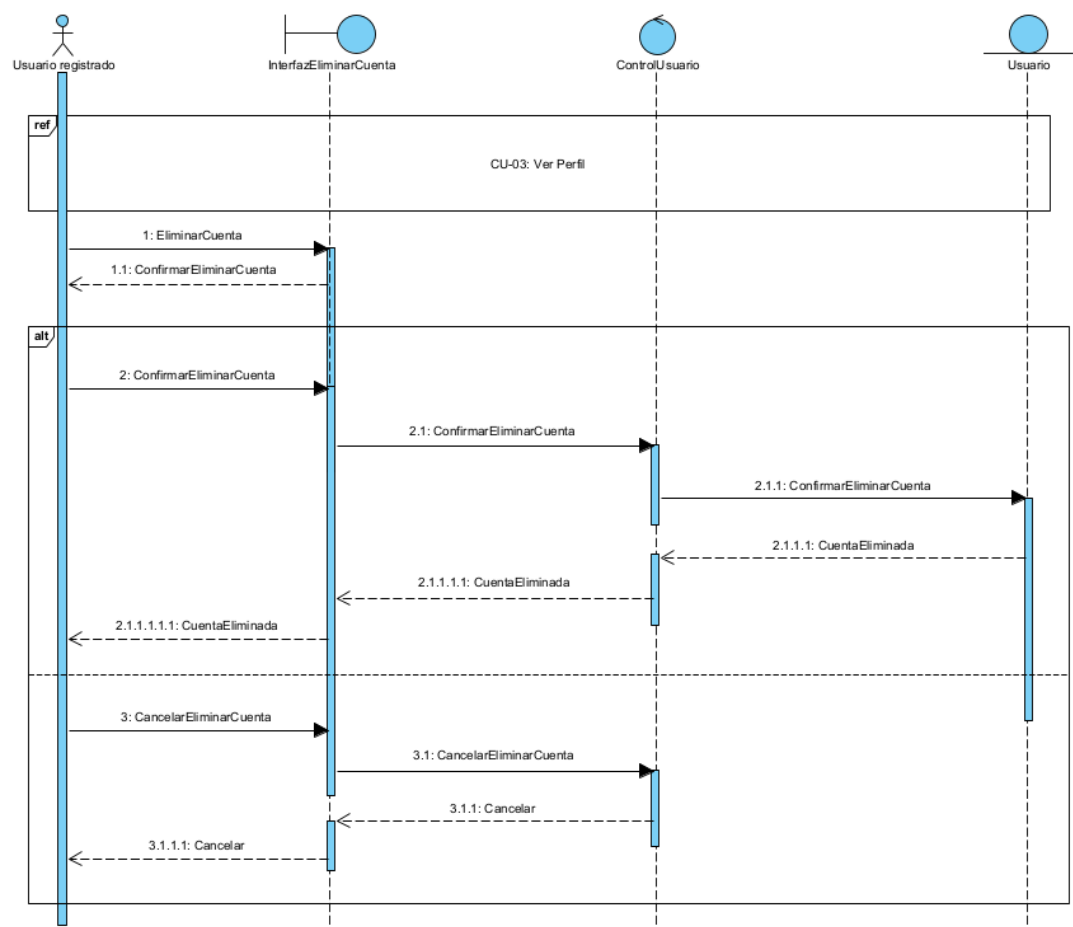 Usuario registrado
InterfazEliminarCuenta
ControlUsuario
Usuario
ref
CU-03: Ver Perfil
1: EliminarCuenta
1.1: ConfirmarEliminarCuenta
alt
2: ConfirmarEliminarCuenta
2.1: ConfirmarEliminarCuenta
2.1.1: ConfirmarEliminarCuenta
2.1.1.1: CuentaEliminada
2.1.1.1.1: CuentaEliminada
2.1.1.1.1.1: CuentaEliminada
3: CancelarEliminarCuenta
3.1: CancelarEliminarCuenta
3.1.1: Cancelar
3.1.1.1: Cancelar